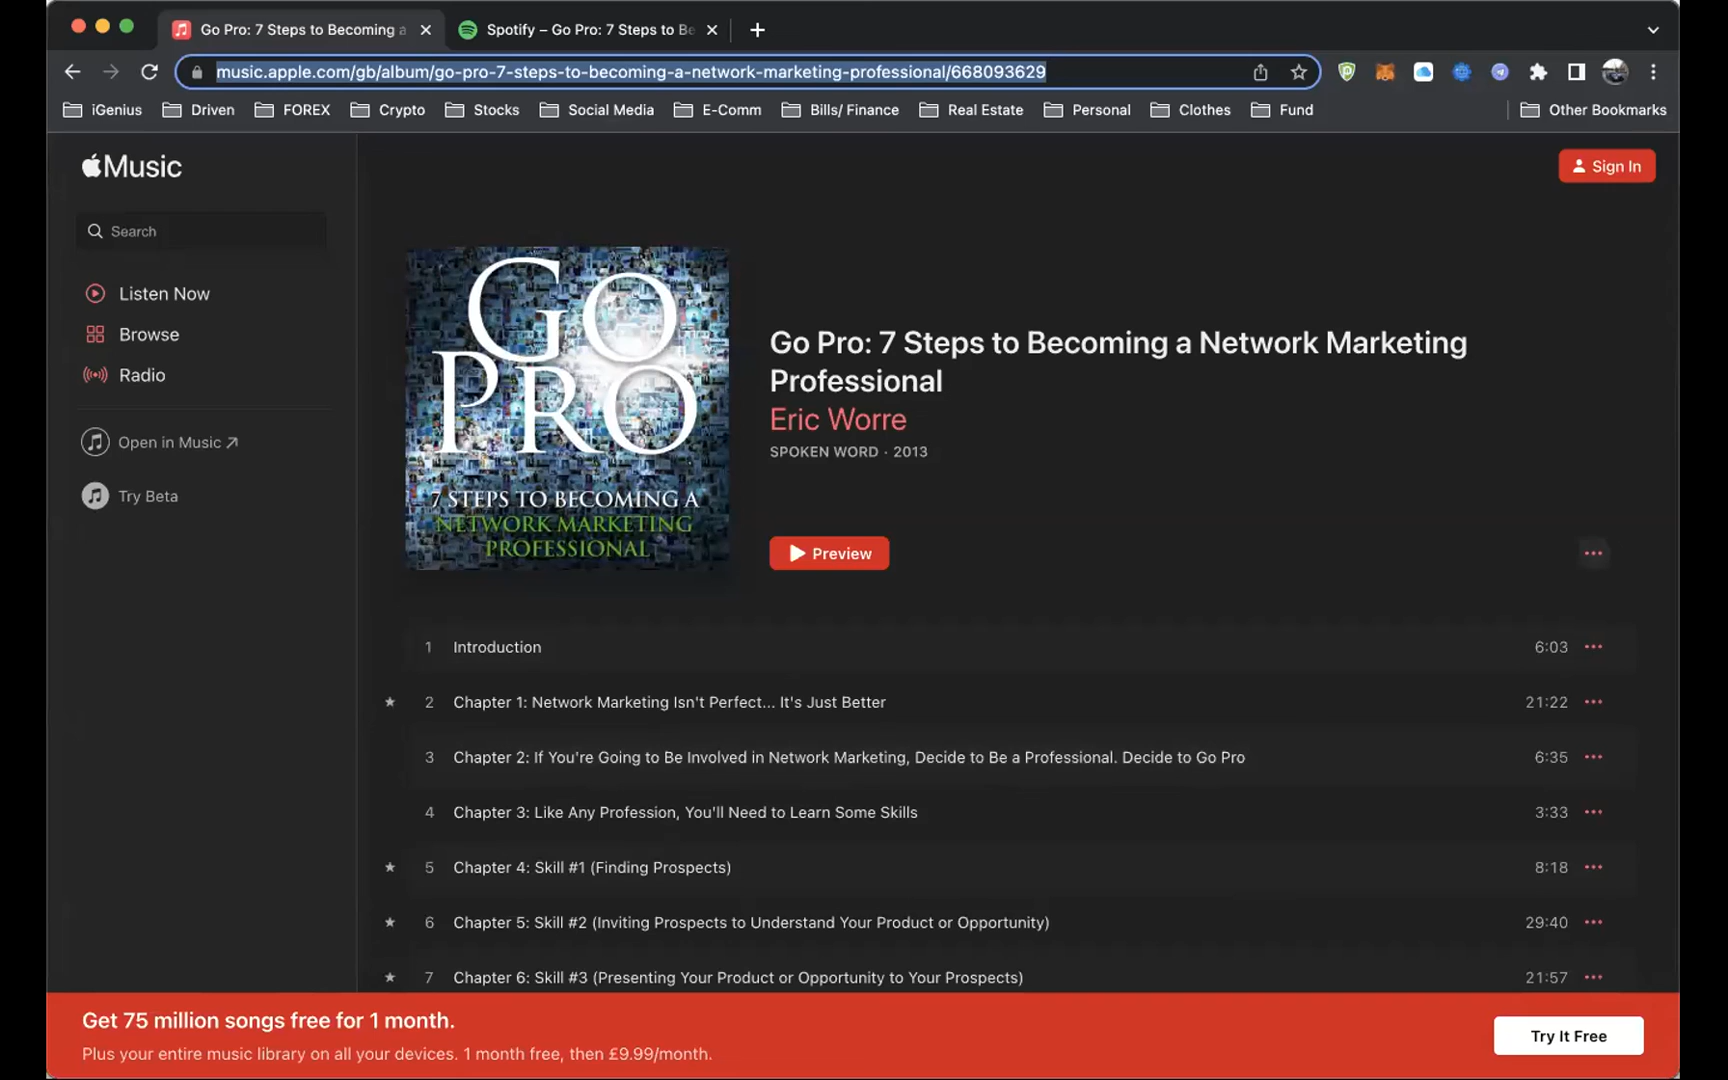 Go Pro: 7 Steps to Becoming a
Spotify – Go Pro: 7 Steps to Be
music.apple.com/gb/album/go-pro-7-steps-to-becoming-a-network-marketing-professional/668093629
iGenius Driven FOREX Crypto Stocks Social Media E-Comm Bills/ Finance Real Estate Personal Clothes Fund Other Bookmarks
Music
Sign In
Search
Listen Now
Browse
Radio
Open in Music
Try Beta
GO
PRO
7 STEPS TO BECOMING A
NETWORK MARKETING
PROFESSIONAL
Go Pro: 7 Steps to Becoming a Network Marketing
Professional
Eric Worre
SPOKEN WORD · 2013
Preview
1 Introduction 6:03
2 Chapter 1: Network Marketing Isn't Perfect... It's Just Better 21:22
3 Chapter 2: If You're Going to Be Involved in Network Marketing, Decide to Be a Professional. Decide to Go Pro 6:35
4 Chapter 3: Like Any Profession, You'll Need to Learn Some Skills 3:33
5 Chapter 4: Skill #1 (Finding Prospects) 8:18
6 Chapter 5: Skill #2 (Inviting Prospects to Understand Your Product or Opportunity) 29:40
7 Chapter 6: Skill #3 (Presenting Your Product or Opportunity to Your Prospects) 21:57
Get 75 million songs free for 1 month.
Plus your entire music library on all your devices. 1 month free, then £9.99/month.
Try It Free